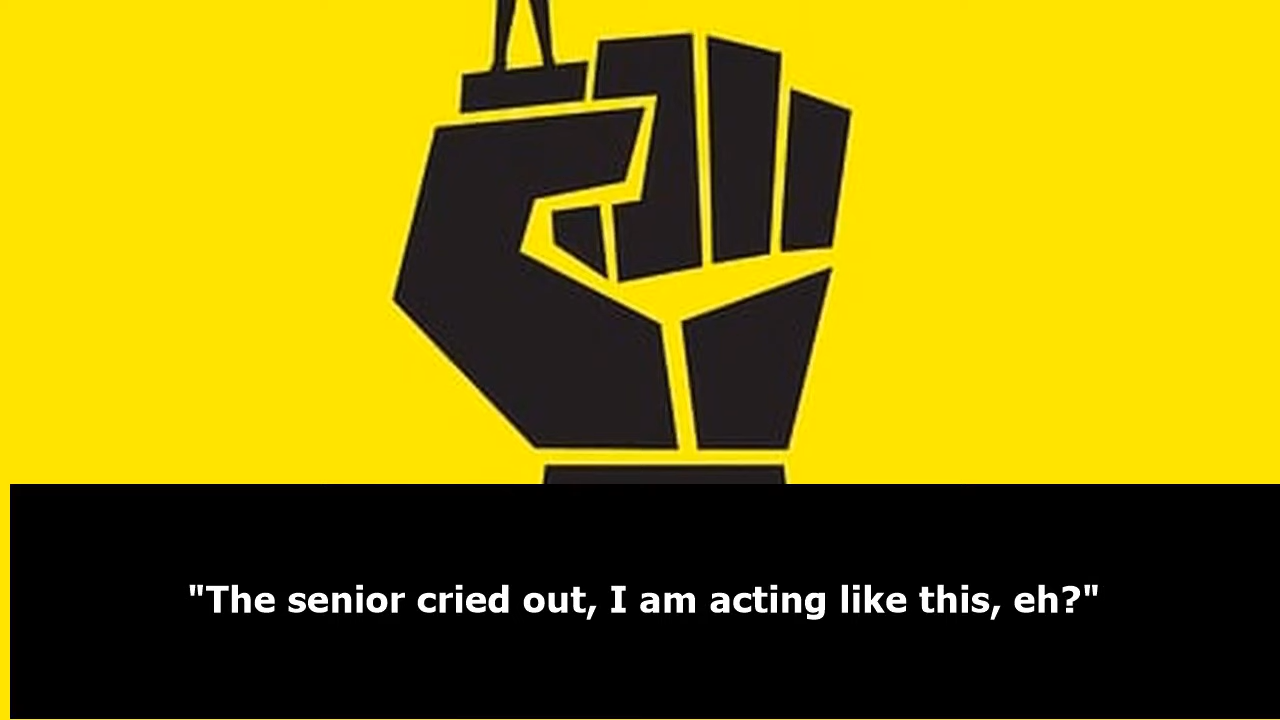 "The senior cried out, I am acting like this, eh?"